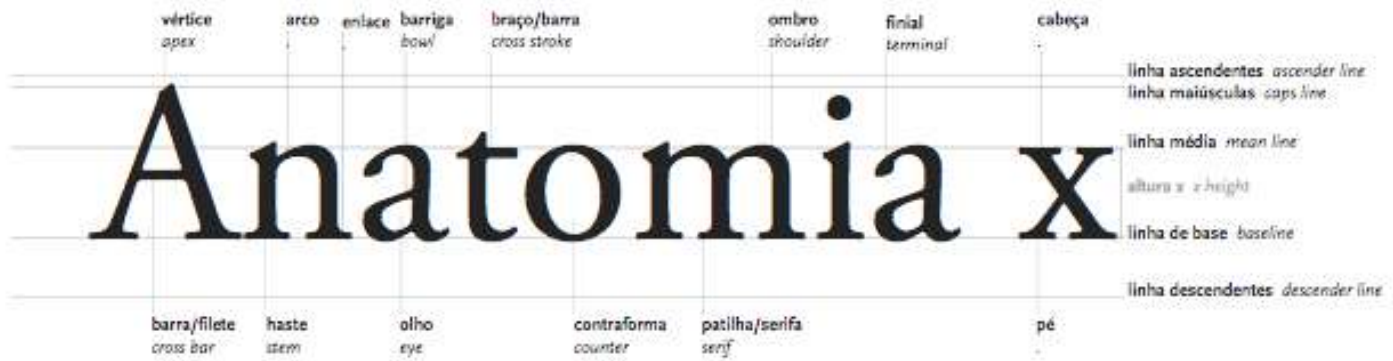 vértice arco enlace barriga braço/barra ombro finial cabeça
apex . . bowl cross stroke shoulder terminal .
linha ascendentes ascender line
linha maiúsculas caps line
Anatomia x
linha média mean line
altura x x height
linha de base baseline
linha descendentes descender line
barra/filete haste olho contraforma patilha/serifa pé
cross bar stem eye counter serif .